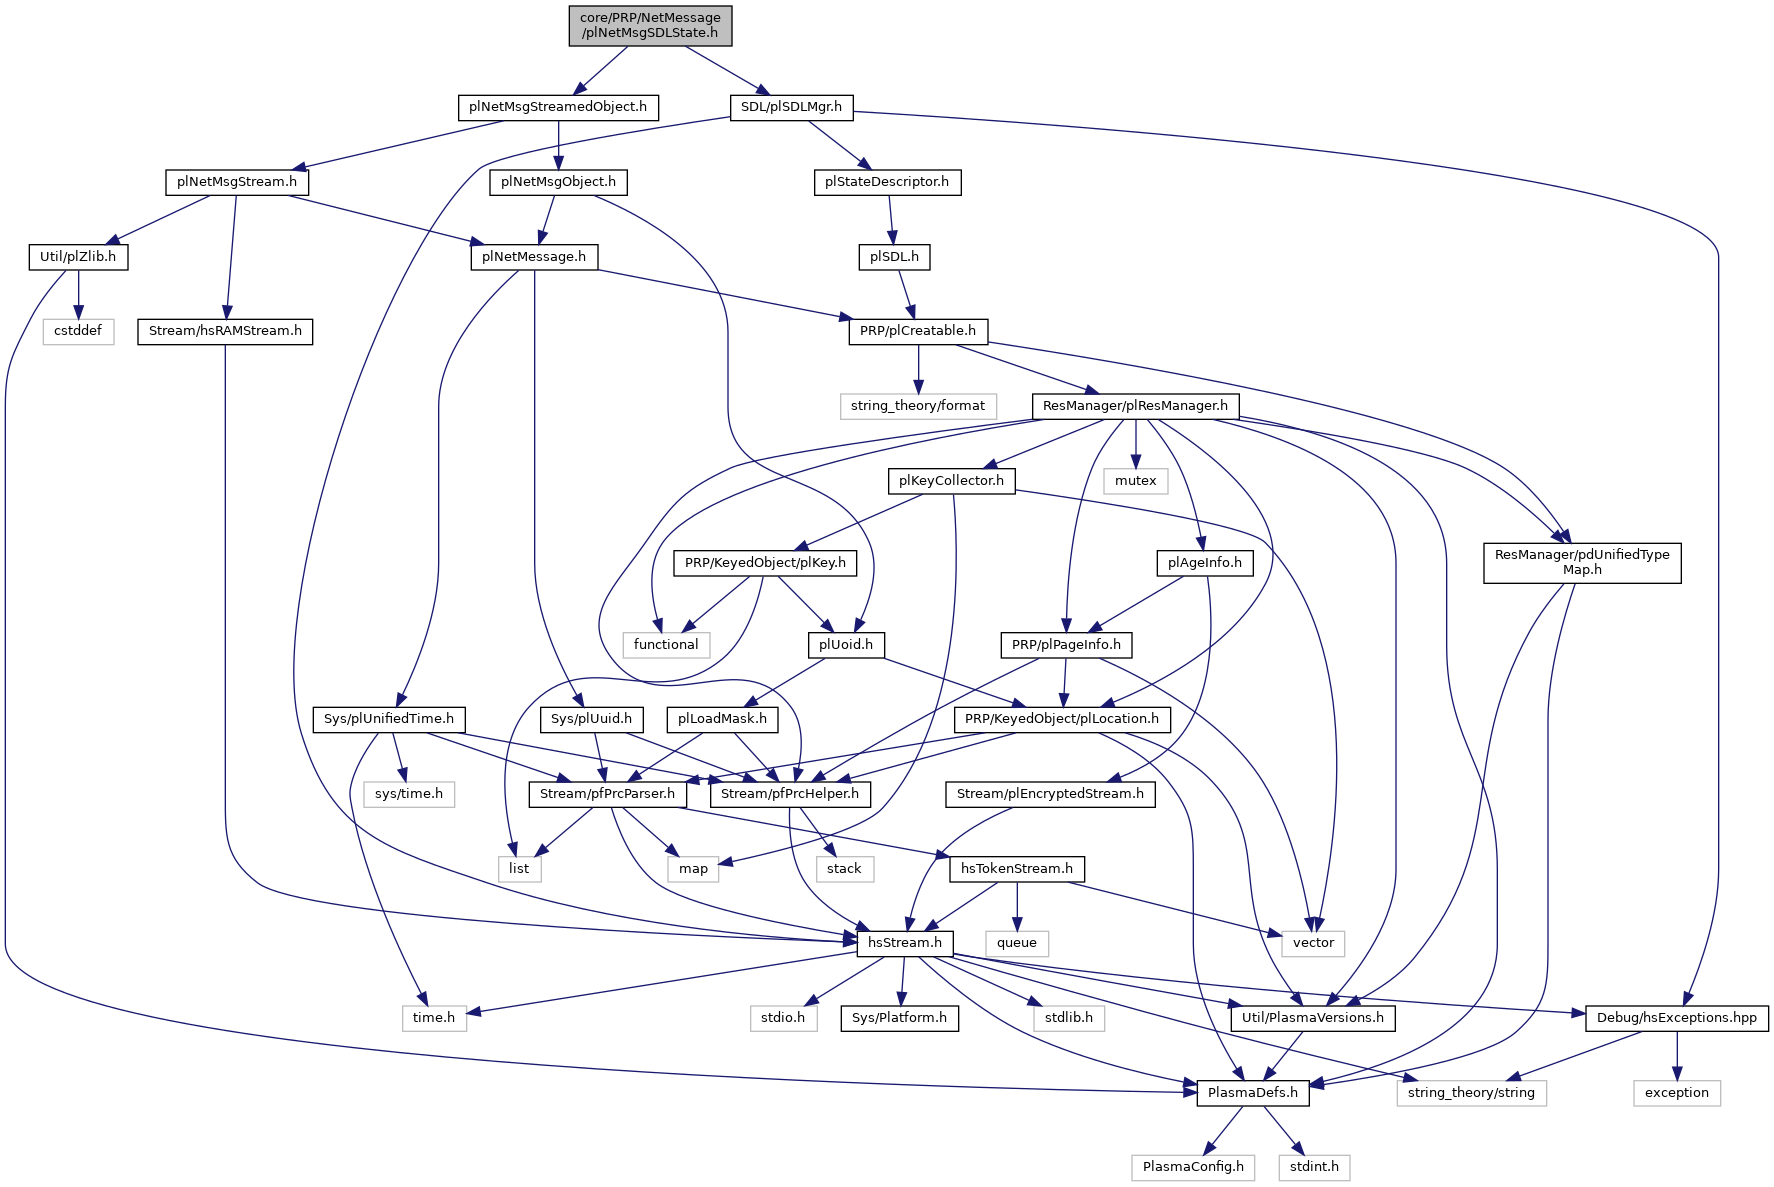 core/PRP/NetMessage
/plNetMsgSDLState.h
plNetMsgStreamedObject.h
SDL/plSDLMgr.h
plNetMsgStream.h
plNetMsgObject.h
plStateDescriptor.h
Util/plZlib.h
plNetMessage.h
plSDL.h
cstddef
Stream/hsRAMStream.h
PRP/plCreatable.h
string_theory/format
ResManager/plResManager.h
plKeyCollector.h
mutex
PRP/KeyedObject/plKey.h
plAgeInfo.h
ResManager/pdUnifiedType
Map.h
functional
plUoid.h
PRP/plPageInfo.h
Sys/plUnifiedTime.h
Sys/plUuid.h
plLoadMask.h
PRP/KeyedObject/plLocation.h
sys/time.h
Stream/pfPrcParser.h
Stream/pfPrcHelper.h
Stream/plEncryptedStream.h
list
map
stack
hsTokenStream.h
hsStream.h
queue
vector
time.h
stdio.h
Sys/Platform.h
stdlib.h
Util/PlasmaVersions.h
Debug/hsExceptions.hpp
PlasmaDefs.h
string_theory/string
exception
PlasmaConfig.h
stdint.h